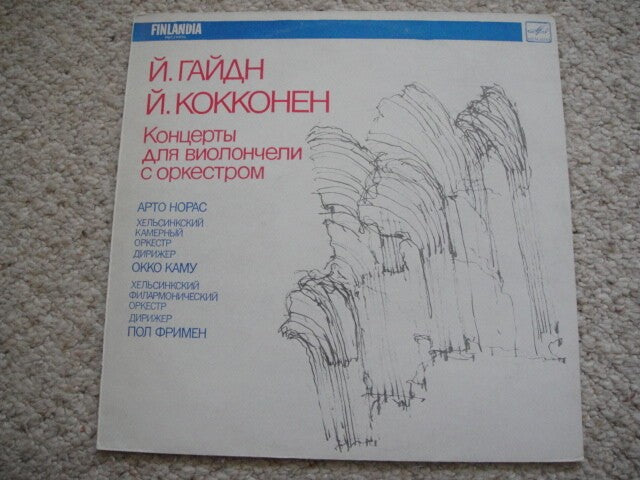 FINLANDIA
Й. ГАЙДН
Й. КОККОНЕН
Концерты
для виолончели
с оркестром
АРТО НОРАС
ХЕЛЬСИНКСКИЙ
КАМЕРНЫЙ
ОРКЕСТР
ДИРИЖЕР
ОККО КАМУ
ХЕЛЬСИНКСКИЙ
ФИЛАРМОНИЧЕСКИЙ
ОРКЕСТР
ДИРИЖЕР
ПОЛ ФРИМЕН